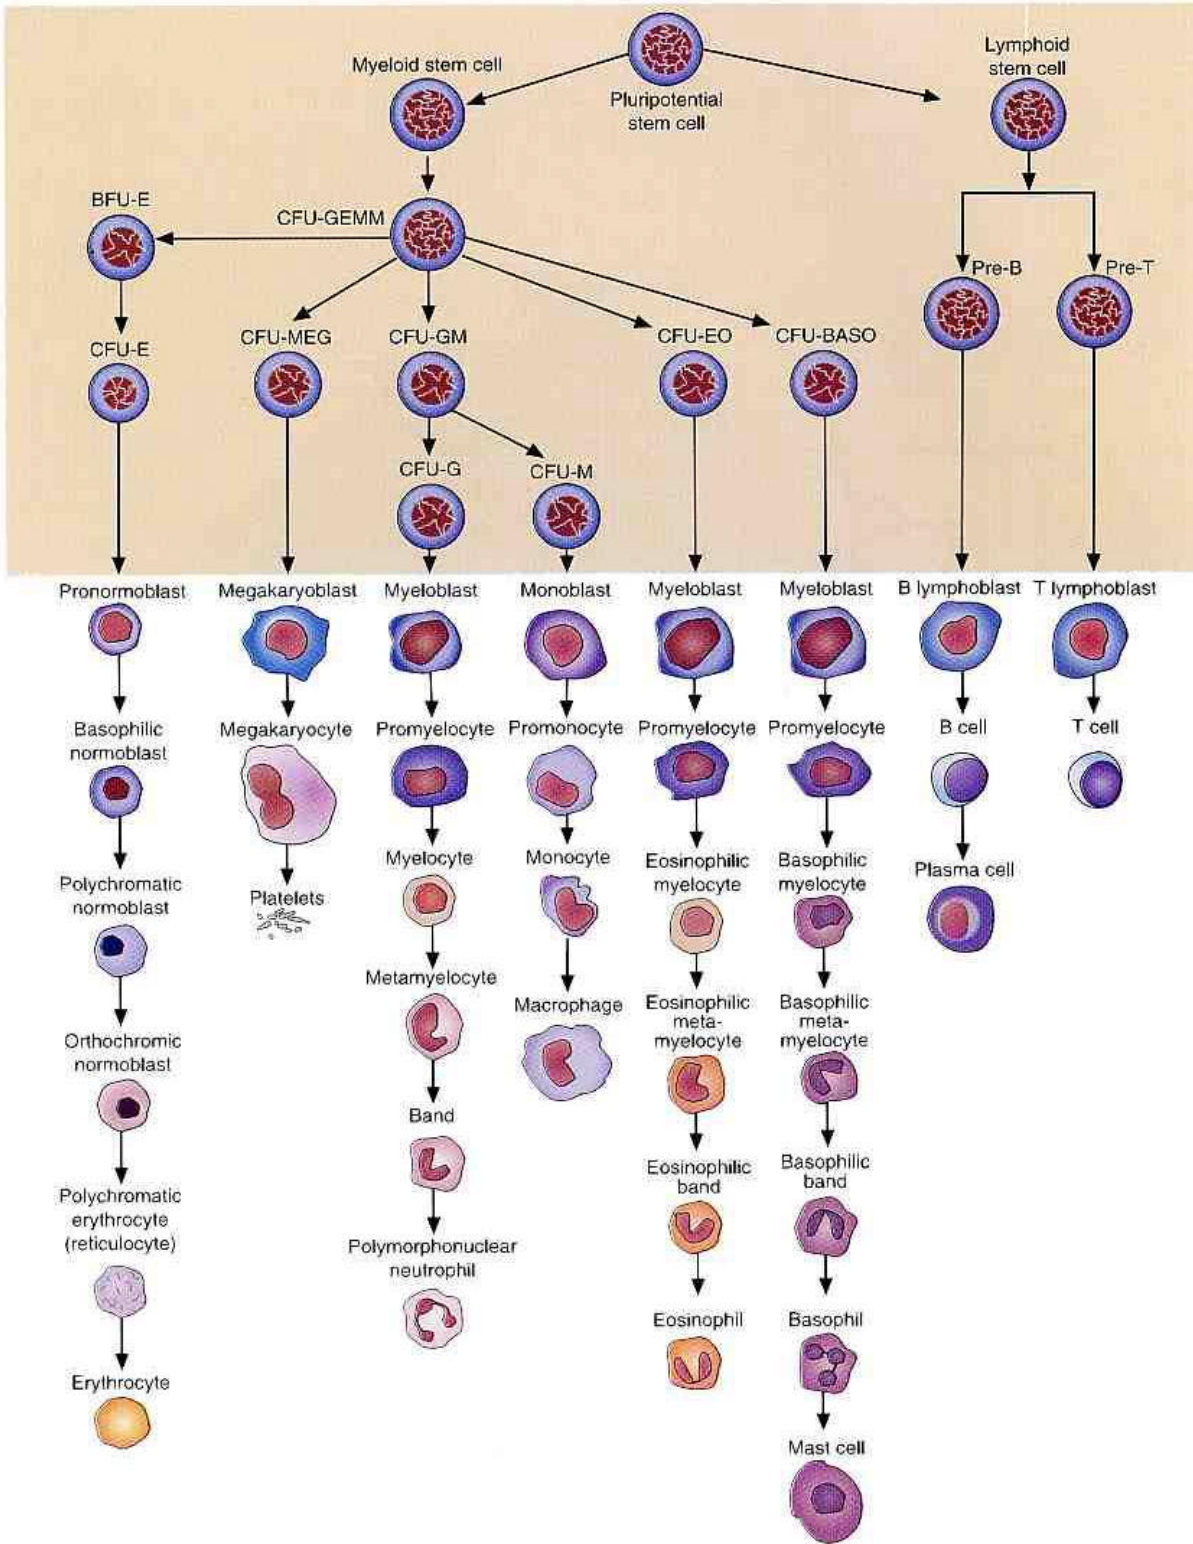 Myeloid stem cell
Pluripotential
stem cell
Lymphoid
stem cell
BFU-E
CFU-GEMM
Pre-B
Pre-T
CFU-E
CFU-MEG
CFU-GM
CFU-EO
CFU-BASO
CFU-G
CFU-M
Pronormoblast
Megakaryoblast
Myeloblast
Monoblast
Myeloblast
Myeloblast
B lymphoblast
T lymphoblast
Basophilic
normoblast
Megakaryocyte
Promyelocyte
Promonocyte
Promyelocyte
Promyelocyte
B cell
T cell
Polychromatic
normoblast
Platelets
Myelocyte
Monocyte
Eosinophilic
myelocyte
Basophilic
myelocyte
Plasma cell
Orthochromic
normoblast
Metamyelocyte
Macrophage
Eosinophilic
meta-
myelocyte
Basophilic
meta-
myelocyte
Polychromatic
erythrocyte
(reticulocyte)
Band
Eosinophilic
band
Basophilic
band
Polymorphonuclear
neutrophil
Eosinophil
Basophil
Erythrocyte
Mast cell